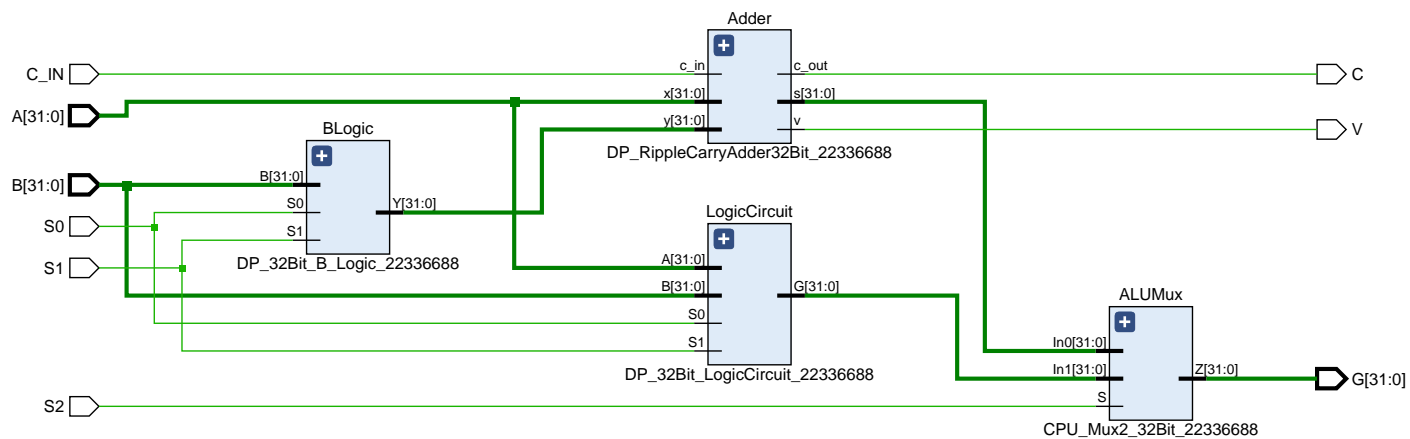 Adder
C_IN
c_in
c_out
C
A[31:0]
x[31:0]
s[31:0]
y[31:0]
v
V
DP_RippleCarryAdder32Bit_22336688
BLogic
B[31:0]
B[31:0]
S0
S0
Y[31:0]
S1
S1
DP_32Bit_B_Logic_22336688
LogicCircuit
A[31:0]
B[31:0]
G[31:0]
S0
S1
DP_32Bit_LogicCircuit_22336688
ALUMux
In0[31:0]
In1[31:0]
Z[31:0]
G[31:0]
S2
S
CPU_Mux2_32Bit_22336688